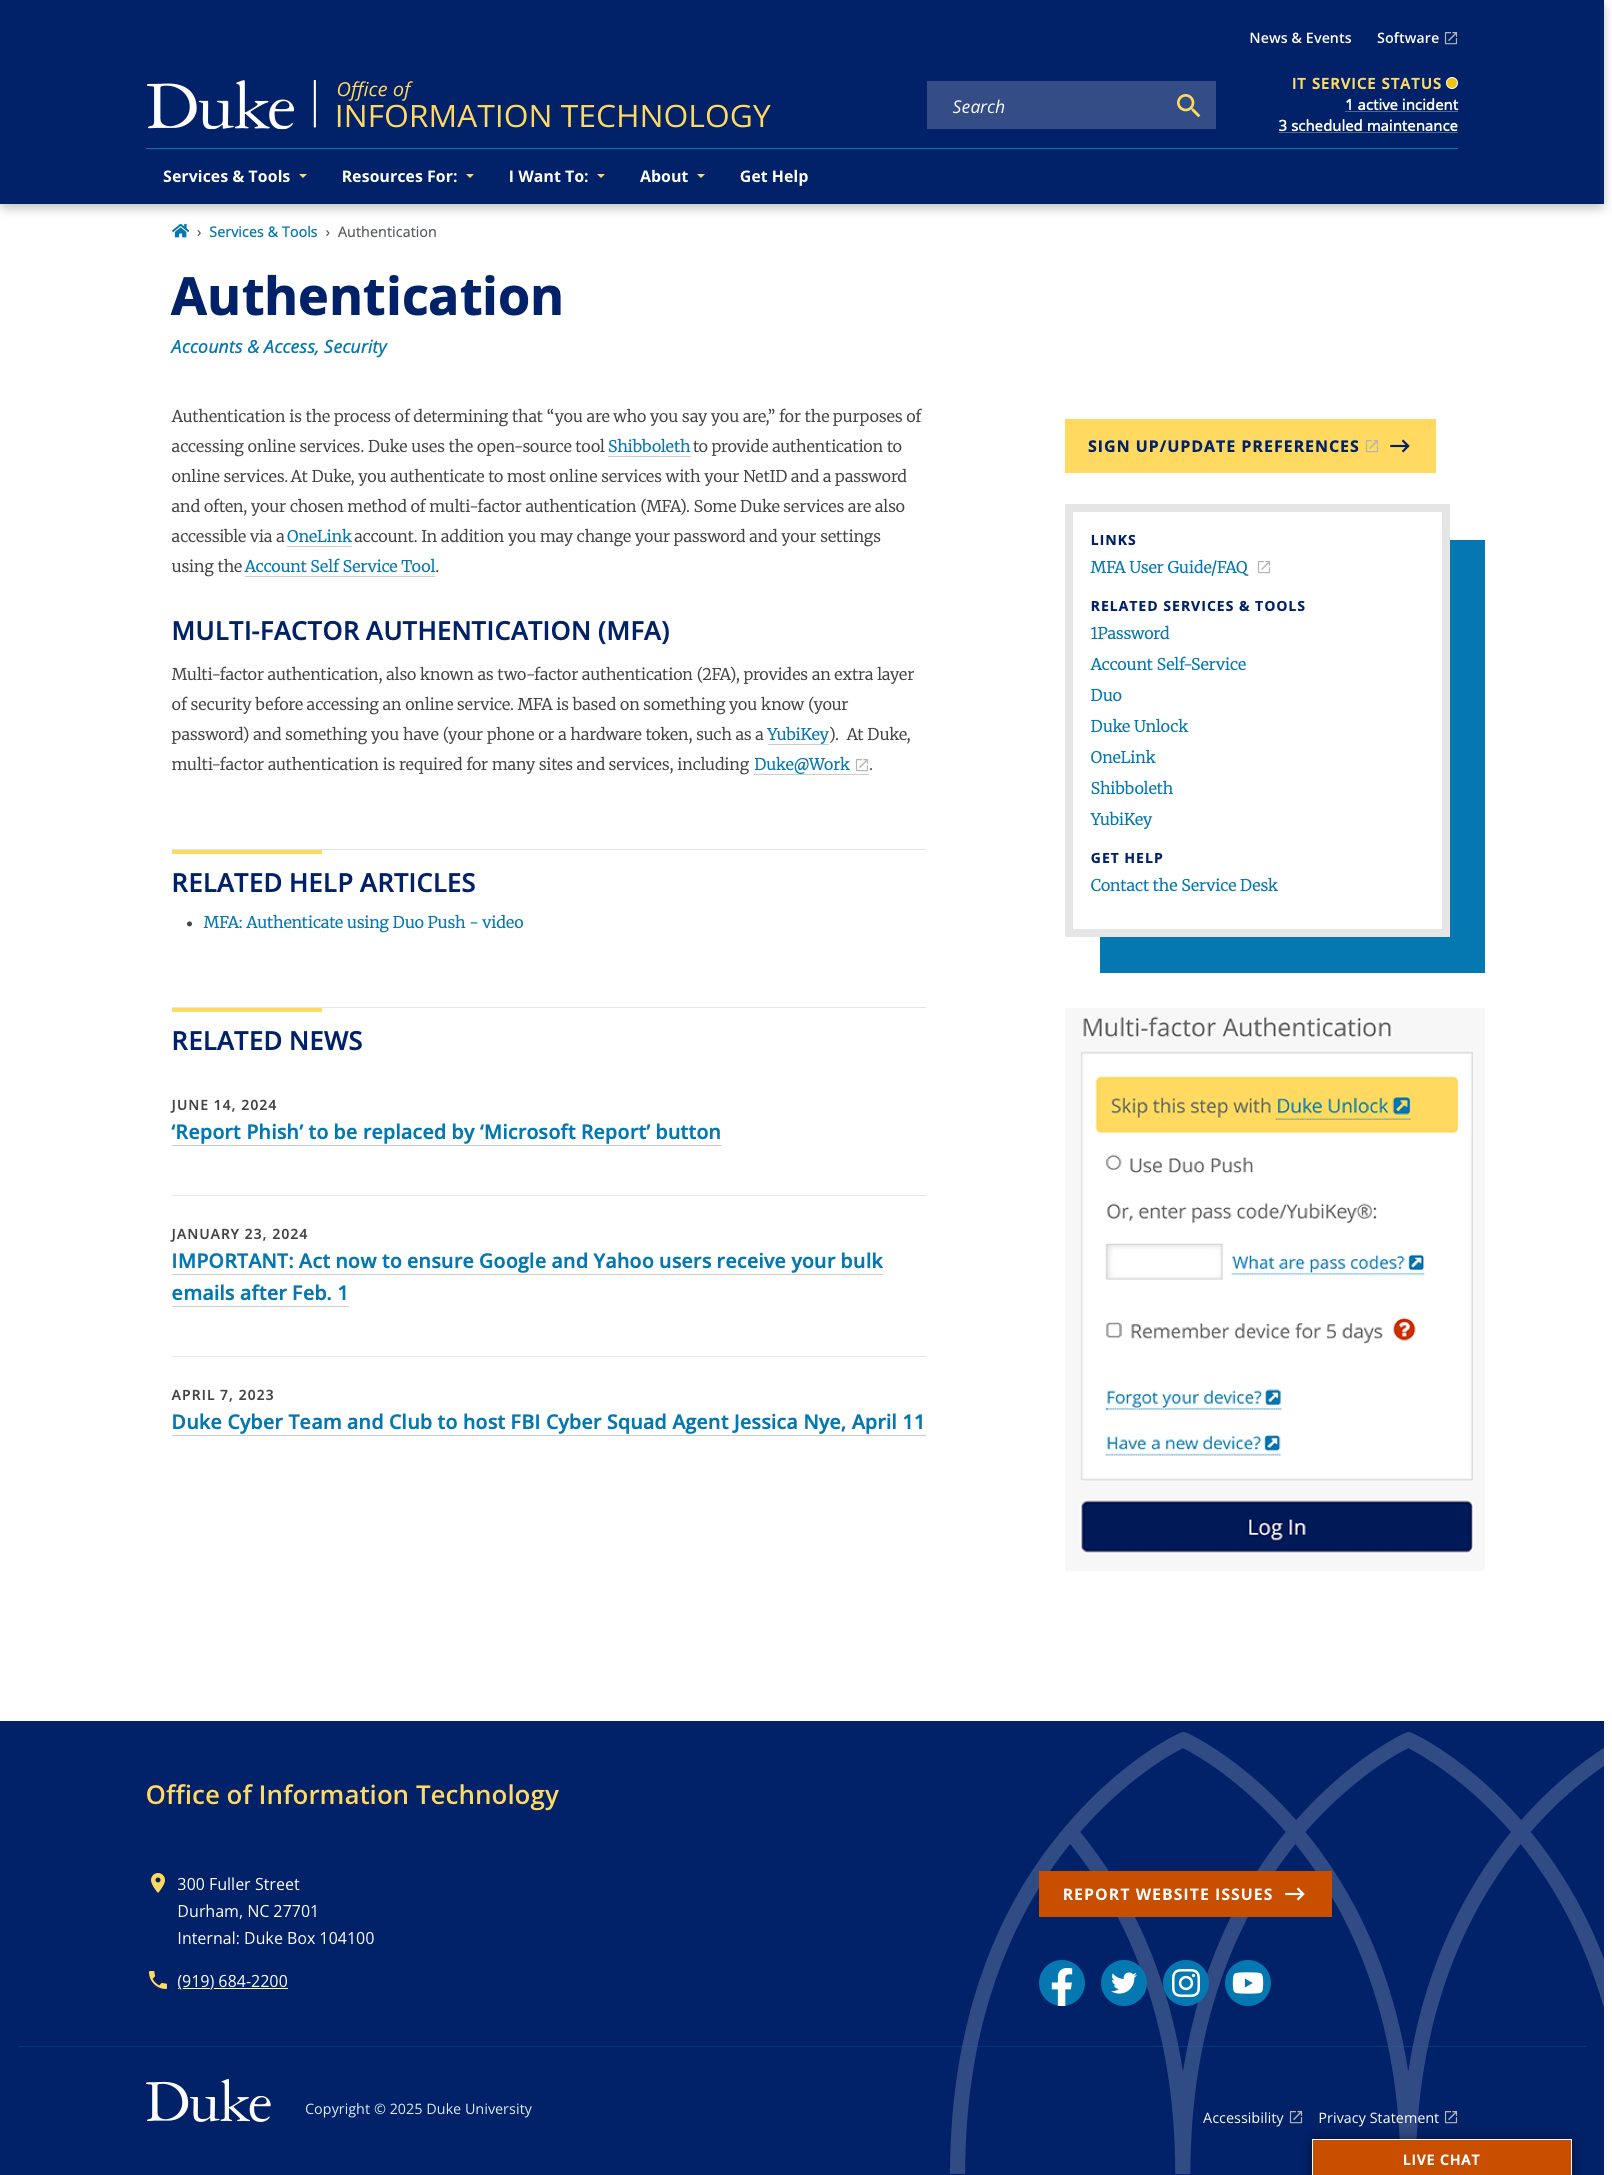 News & Events Software
Duke
Office of
INFORMATION TECHNOLOGY
Search
IT SERVICE STATUS
1 active incident
3 scheduled maintenance
Services & Tools Resources For: I Want To: About Get Help
› Services & Tools › Authentication
Authentication
Accounts & Access, Security
Authentication is the process of determining that “you are who you say you are,” for the purposes of
accessing online services. Duke uses the open-source tool Shibboleth to provide authentication to
online services. At Duke, you authenticate to most online services with your NetID and a password
and often, your chosen method of multi-factor authentication (MFA). Some Duke services are also
accessible via a OneLink account. In addition you may change your password and your settings
using the Account Self Service Tool.
MULTI-FACTOR AUTHENTICATION (MFA)
Multi-factor authentication, also known as two-factor authentication (2FA), provides an extra layer
of security before accessing an online service. MFA is based on something you know (your
password) and something you have (your phone or a hardware token, such as a YubiKey). At Duke,
multi-factor authentication is required for many sites and services, including Duke@Work.
RELATED HELP ARTICLES
• MFA: Authenticate using Duo Push - video
RELATED NEWS
JUNE 14, 2024
‘Report Phish’ to be replaced by ‘Microsoft Report’ button
JANUARY 23, 2024
IMPORTANT: Act now to ensure Google and Yahoo users receive your bulk
emails after Feb. 1
APRIL 7, 2023
Duke Cyber Team and Club to host FBI Cyber Squad Agent Jessica Nye, April 11
SIGN UP/UPDATE PREFERENCES
LINKS
MFA User Guide/FAQ
RELATED SERVICES & TOOLS
1Password
Account Self-Service
Duo
Duke Unlock
OneLink
Shibboleth
YubiKey
GET HELP
Contact the Service Desk
Multi-factor Authentication
Skip this step with Duke Unlock
Use Duo Push
Or, enter pass code/YubiKey®:
What are pass codes?
Remember device for 5 days ?
Forgot your device?
Have a new device?
Log In
Office of Information Technology
300 Fuller Street
Durham, NC 27701
Internal: Duke Box 104100
(919) 684-2200
REPORT WEBSITE ISSUES
Duke
Copyright © 2025 Duke University
Accessibility Privacy Statement
LIVE CHAT